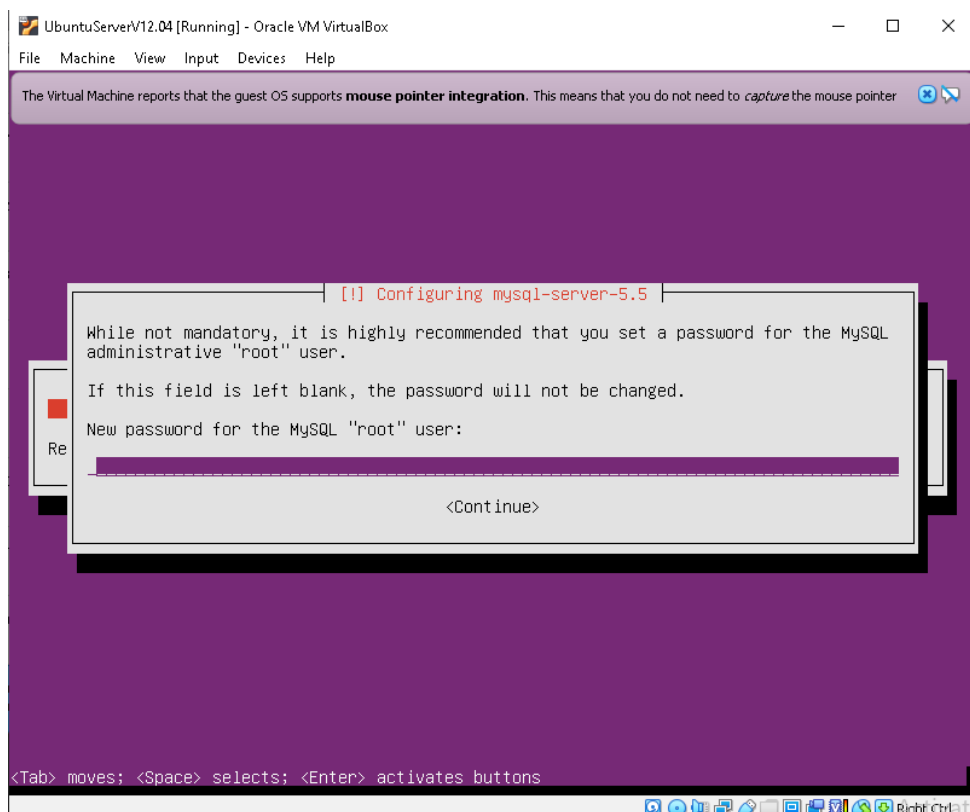 UbuntuServerV12.04 [Running] - Oracle VM VirtualBox
File Machine View Input Devices Help
The Virtual Machine reports that the guest OS supports mouse pointer integration. This means that you do not need to capture the mouse pointer
[!] Configuring mysql-server-5.5
While not mandatory, it is highly recommended that you set a password for the MySQL
administrative "root" user.
If this field is left blank, the password will not be changed.
New password for the MySQL "root" user:
Re
<Continue>
<Tab> moves; <Space> selects; <Enter> activates buttons
Right Ctrl